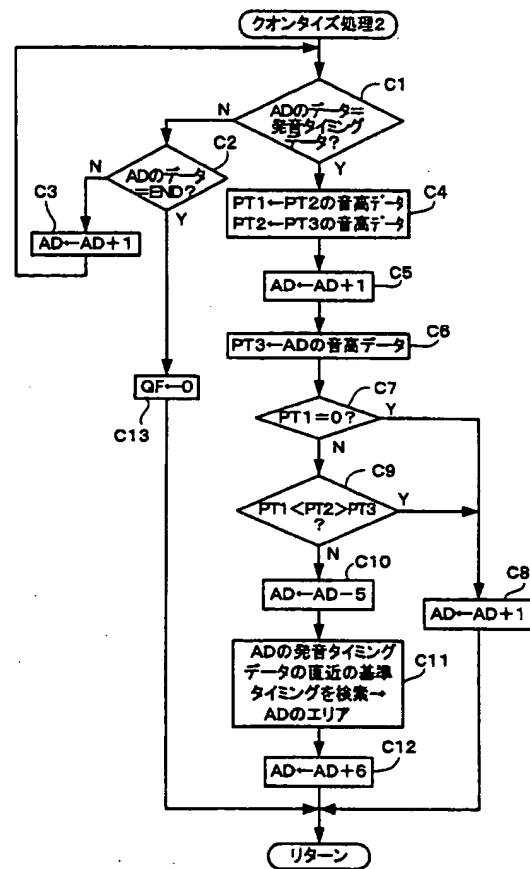 クオンタイズ処理2
C1
ADのデータ=
発音タイミング
データ?
N
Y
C2
ADのデータ
=END?
N
Y
C3
AD←AD+1
C4
PT1←PT2の音高データ
PT2←PT3の音高データ
C5
AD←AD+1
C6
PT3←ADの音高データ
C7
PT1=0?
Y
N
QF←0
C13
C9
PT1<PT2>PT3
?
Y
N
C10
AD←AD-5
C8
AD←AD+1
C11
ADの発音タイミング
データの直近の基準
タイミングを検索→
ADのエリア
C12
AD←AD+6
リターン